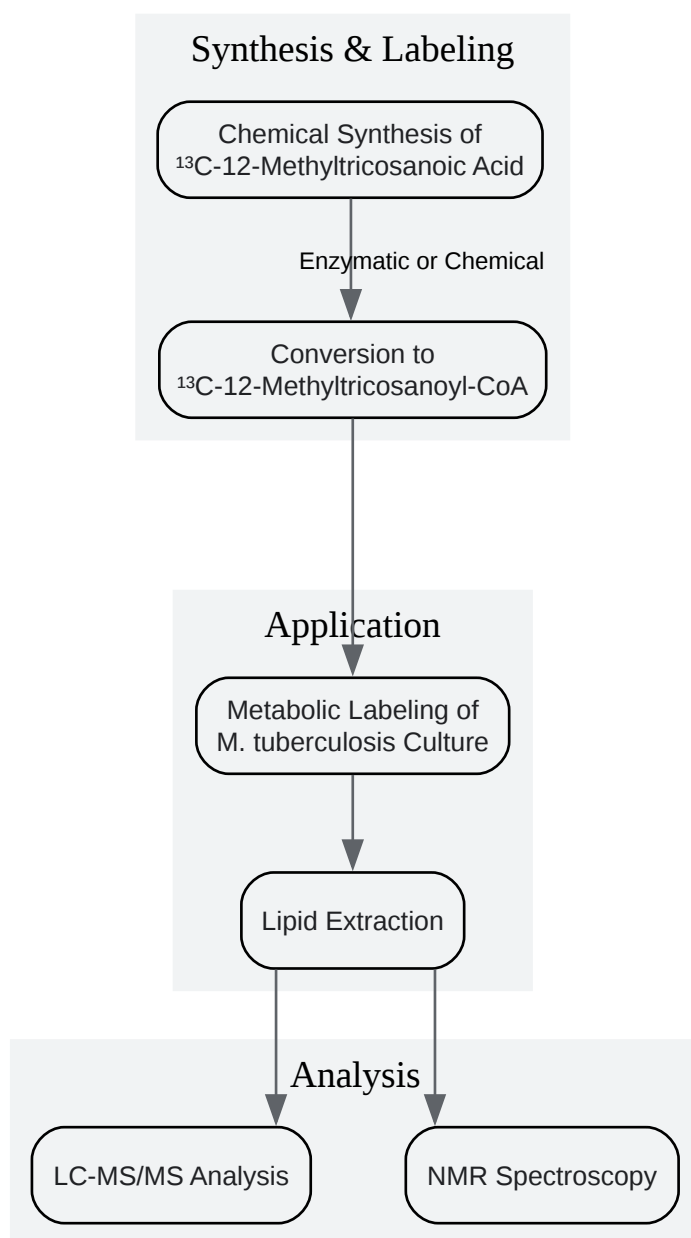 Synthesis & Labeling
Chemical Synthesis of
¹³C-12-Methyltricosanoic Acid
Enzymatic or Chemical
Conversion to
¹³C-12-Methyltricosanoyl-CoA
Application
Metabolic Labeling of
M. tuberculosis Culture
Lipid Extraction
Analysis
LC-MS/MS Analysis
NMR Spectroscopy